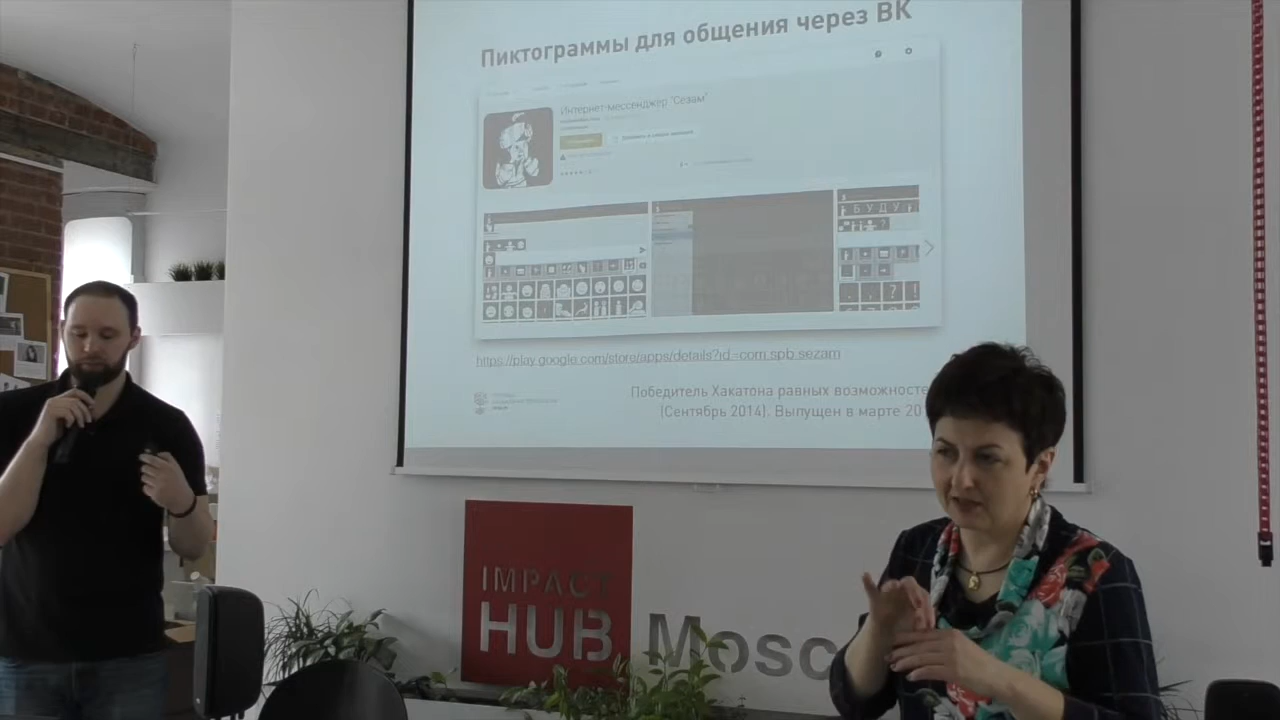 Пиктограммы для общения через ВК
Интернет-мессенджер "Сезам"
БУДУ
https://play.google.com/store/apps/details?id=com.spb.sezam
Победитель Хакатона равных возможносте
(Сентябрь 2014). Выпущен в марте 20
IMPACT
HUB
Mosc